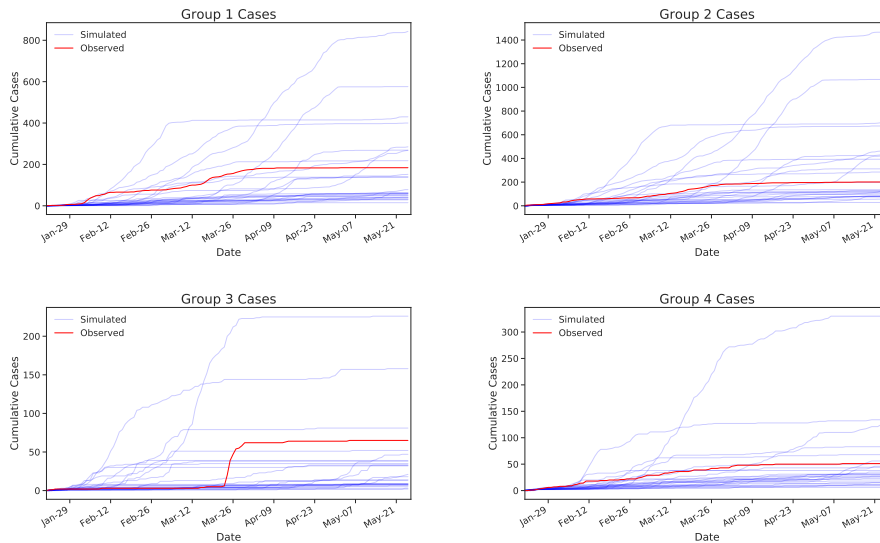 Group 1 Cases
Simulated
Observed
Cumulative Cases
800
600
400
200
0
Jan-29 Feb-12 Feb-26 Mar-12 Mar-26 Apr-09 Apr-23 May-07 May-21
Date
Group 2 Cases
Simulated
Observed
Cumulative Cases
1400
1200
1000
800
600
400
200
0
Jan-29 Feb-12 Feb-26 Mar-12 Mar-26 Apr-09 Apr-23 May-07 May-21
Date
Group 3 Cases
Simulated
Observed
Cumulative Cases
200
150
100
50
0
Jan-29 Feb-12 Feb-26 Mar-12 Mar-26 Apr-09 Apr-23 May-07 May-21
Date
Group 4 Cases
Simulated
Observed
Cumulative Cases
300
250
200
150
100
50
0
Jan-29 Feb-12 Feb-26 Mar-12 Mar-26 Apr-09 Apr-23 May-07 May-21
Date